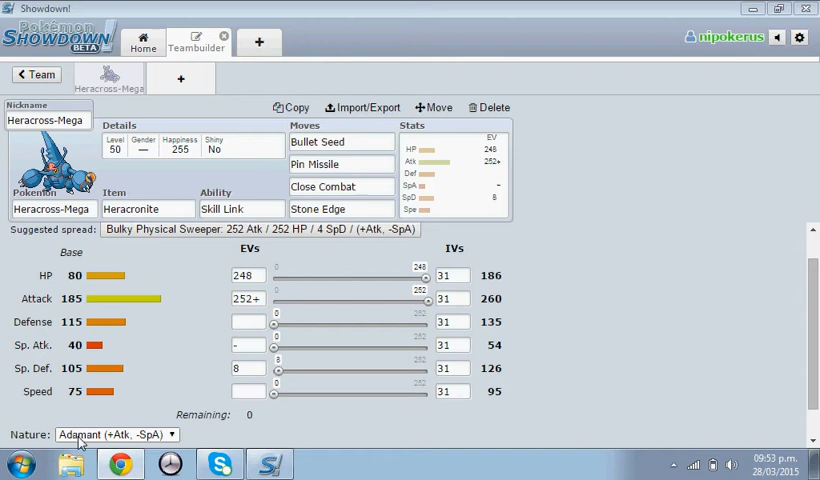 Showdown!
Pokémon
Showdown
BETA
Home
Teambuilder
+
nipokerus
Team
Heracross-Mega
+
Nickname
Heracross-Mega
Copy Import/Export Move Delete
Details
Level Gender Happiness Shiny
50 — 255 No
Moves
Bullet Seed
Pin Missile
Close Combat
Stone Edge
Stats
EV
HP 248
Atk 252+
Def
SpA -
SpD 8
Spe
Pokémon Item Ability
Heracross-Mega Heracronite Skill Link
Suggested spread: Bulky Physical Sweeper: 252 Atk / 252 HP / 4 SpD / (+Atk, -SpA)
Base EVs IVs
0 248
HP 80 248 31 186
0 252
Attack 185 252+ 31 260
0 252
Defense 115 31 135
0 252
Sp. Atk. 40 - 31 54
8 252
Sp. Def. 105 8 31 126
0 252
Speed 75 31 95
Remaining: 0
Nature: Adamant (+Atk, -SpA)
09:53 p.m.
28/03/2015